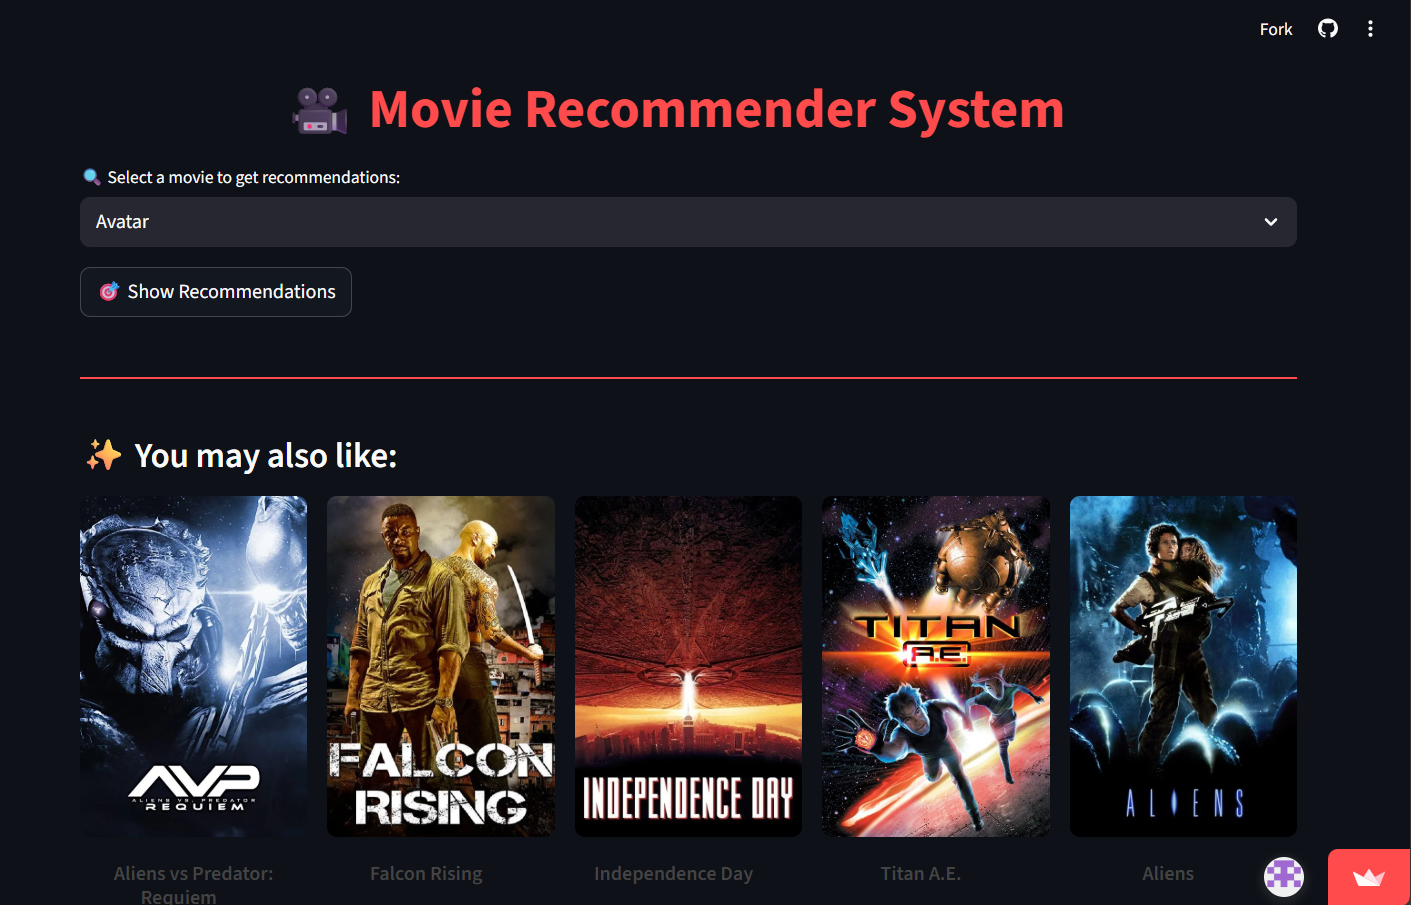 Fork
Movie Recommender System
Select a movie to get recommendations:
Avatar
Show Recommendations
You may also like:
AVP
ALIENS VS. PREDATOR
REQUIEM
FALCON
RISING
INDEPENDENCE DAY
TITAN
A.E.
ALIENS
Aliens vs Predator:
Requiem
Falcon Rising
Independence Day
Titan A.E.
Aliens